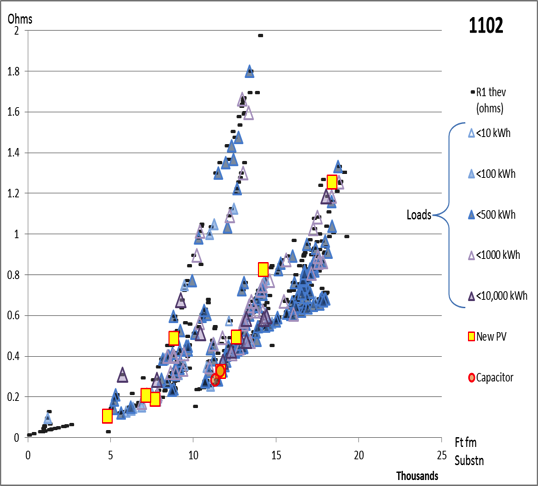 Ohms
1102
2
1.8
1.6
1.4
1.2
1
0.8
0.6
0.4
0.2
0
0 5 10 15 20 25
Thousands
Ft fm
Substn
R1 thev
(ohms)
Loads
<10 kWh
<100 kWh
<500 kWh
<1000 kWh
<10,000 kWh
New PV
Capacitor